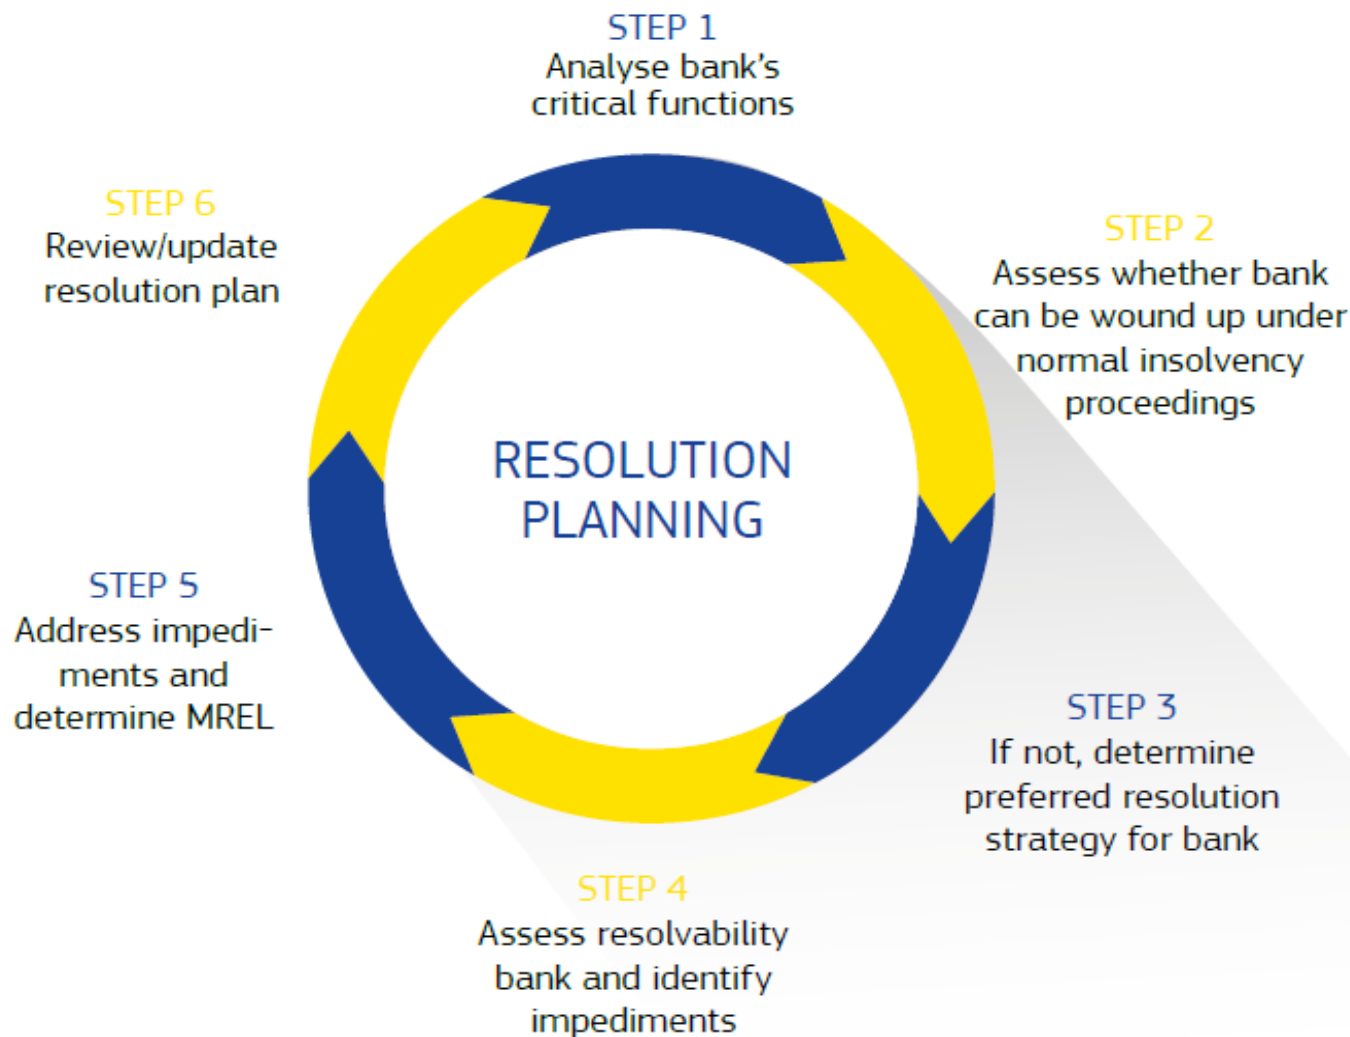 STEP 1
Analyse bank's
critical functions
STEP 2
Assess whether bank
can be wound up under
normal insolvency
proceedings
STEP 3
If not, determine
preferred resolution
strategy for bank
STEP 4
Assess resolvability
bank and identify
impediments
STEP 5
Address impedi-
ments and
determine MREL
STEP 6
Review/update
resolution plan
RESOLUTION
PLANNING